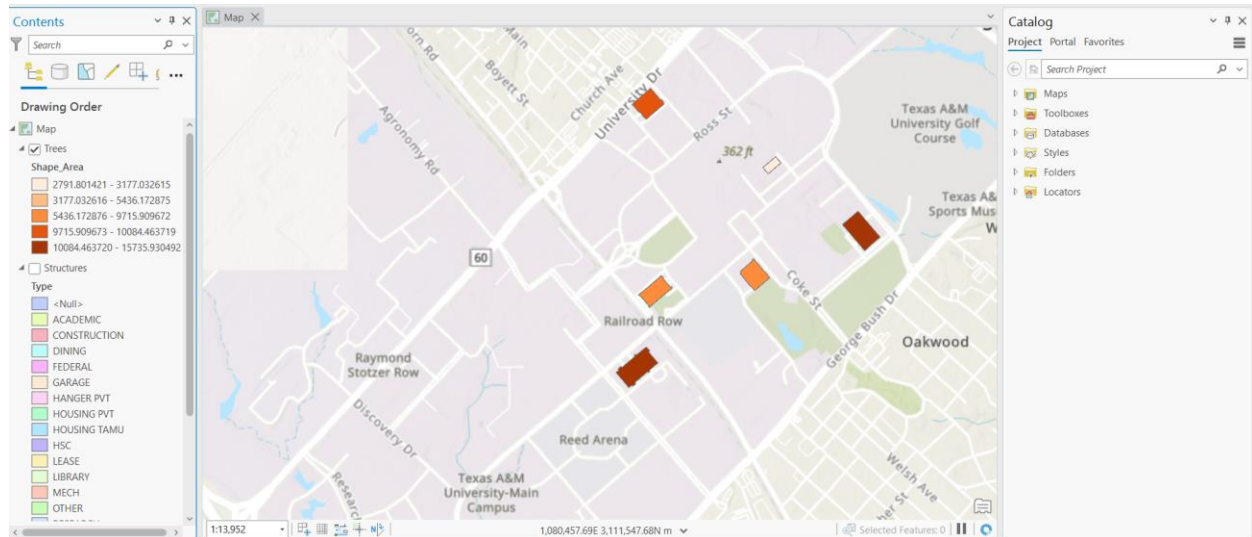 Contents
Search
Drawing Order
Map
Trees
Shape_Area
2791.801421 - 3177.032615
3177.032616 - 5436.172875
5436.172876 - 9715.909672
9715.909673 - 10084.463719
10084.463720 - 15735.930492
Structures
Type
<Null>
ACADEMIC
CONSTRUCTION
DINING
FEDERAL
GARAGE
HANGER PVT
HOUSING PVT
HOUSING TAMU
HSC
LEASE
LIBRARY
MECH
OTHER
Map
orn Rd
Main
Boyett St
Church Ave
University Dr
Agronomy Rd
Ross St
362 ft
Texas A&M
University Golf
Course
Texas A&
Sports Mus
W
60
Coke St
Railroad Row
George Bush Dr
Oakwood
Raymond
Stotzer Row
Discovery Dr
Reed Arena
Welsh Ave
her St
Texas A&M
University-Main
Campus
Researc
1:13,952
1,080,457.69E 3,111,547.68N m
Selected Features: 0
Catalog
Project Portal Favorites
Search Project
Maps
Toolboxes
Databases
Styles
Folders
Locators